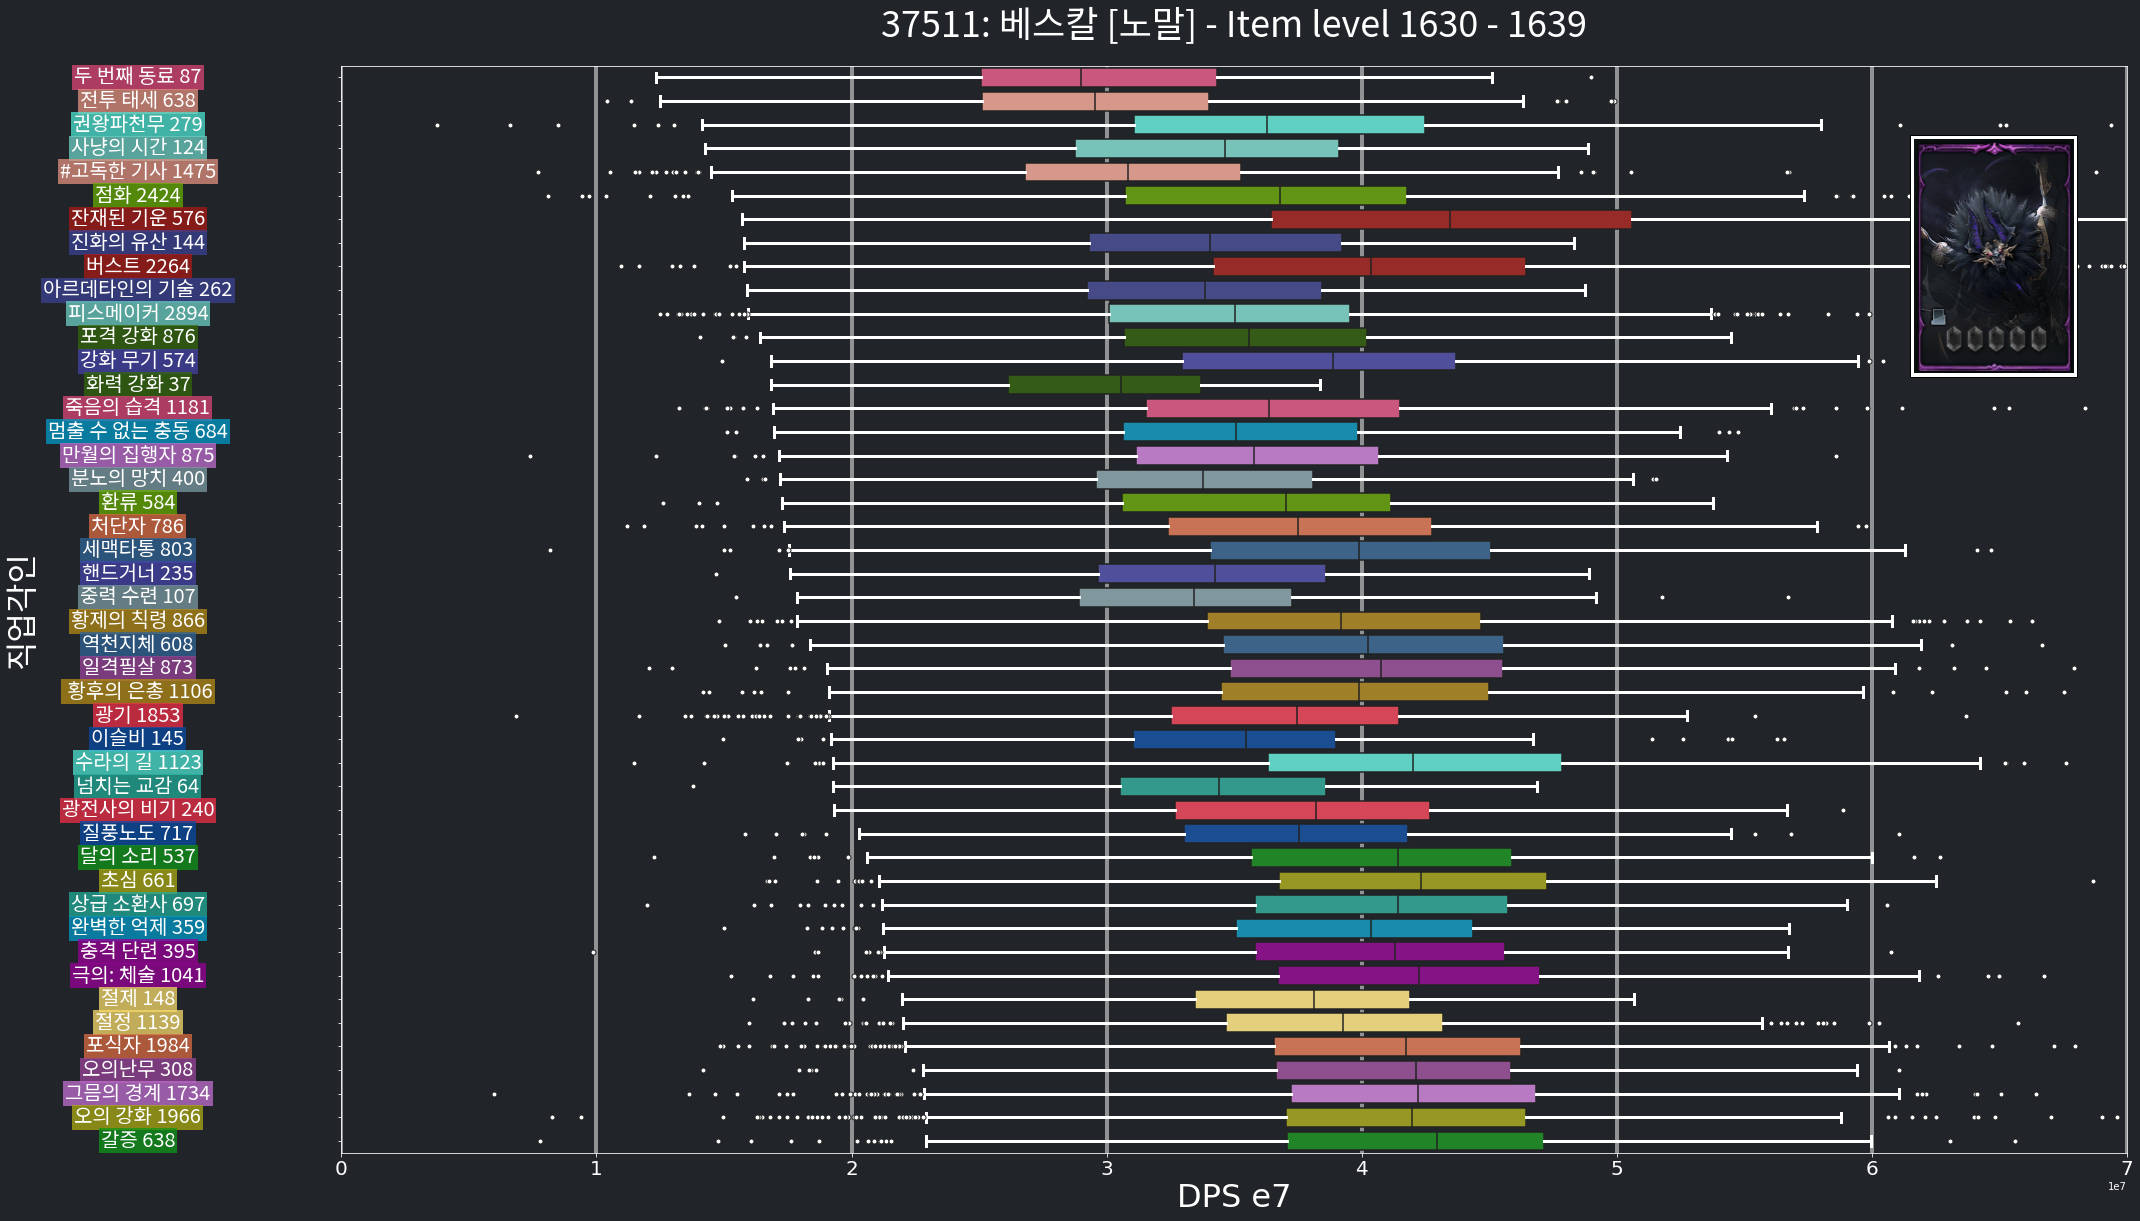 37511: 베스칼 [노말] - Item level 1630 - 1639
두 번째 동료 87
전투 태세 638
권왕파천무 279
사냥의 시간 124
#고독한 기사 1475
점화 2424
잔재된 기운 576
진화의 유산 144
버스트 2264
아르데타인의 기술 262
피스메이커 2894
포격 강화 876
강화 무기 574
화력 강화 37
죽음의 습격 1181
멈출 수 없는 충동 684
만월의 집행자 875
분노의 망치 400
환류 584
처단자 786
세맥타통 803
핸드거너 235
중력 수련 107
황제의 칙령 866
역천지체 608
일격필살 873
황후의 은총 1106
광기 1853
이슬비 145
수라의 길 1123
넘치는 교감 64
광전사의 비기 240
질풍노도 717
달의 소리 537
초심 661
상급 소환사 697
완벽한 억제 359
충격 단련 395
극의: 체술 1041
절제 148
절정 1139
포식자 1984
오의난무 308
그믐의 경계 1734
오의 강화 1966
갈증 638
직업각인
0 1 2 3 4 5 6 7
DPS e7
1e7